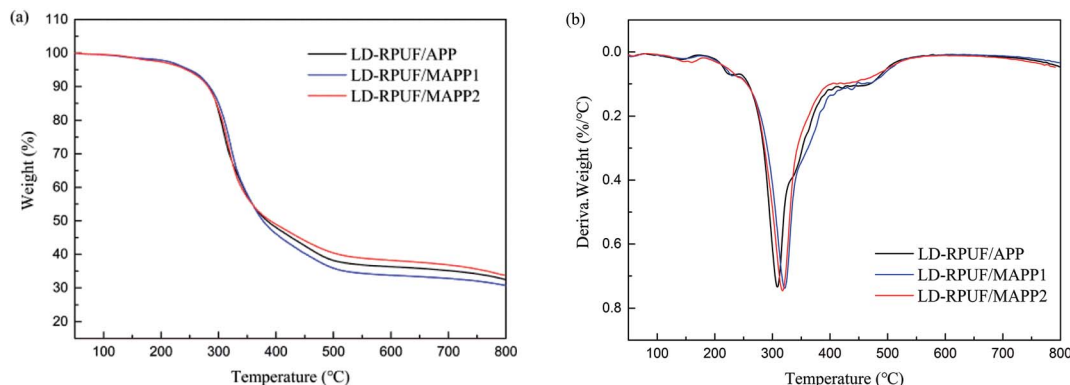 (a)
110
100
90
80
70
60
50
40
30
20
Weight (%)
LD-RPUF/APP
LD-RPUF/MAPP1
LD-RPUF/MAPP2
100 200 300 400 500 600 700 800
Temperature (℃)
(b)
0.0
0.2
0.4
0.6
0.8
Deriva.Weight (%/℃)
LD-RPUF/APP
LD-RPUF/MAPP1
LD-RPUF/MAPP2
100 200 300 400 500 600 700 800
Temperature (℃)